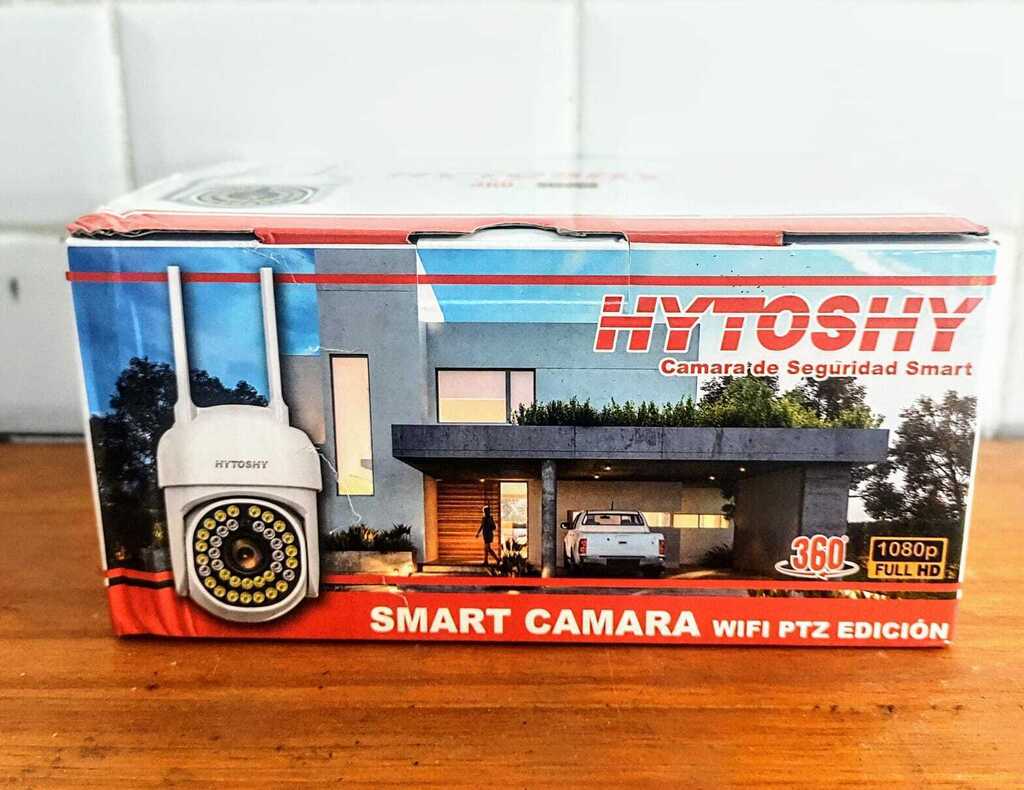 HYTOSHY
Camara de Seguridad Smart
HYTOSHY
360°
1080p
FULL HD
SMART CAMARA WIFI PTZ EDICIÓN